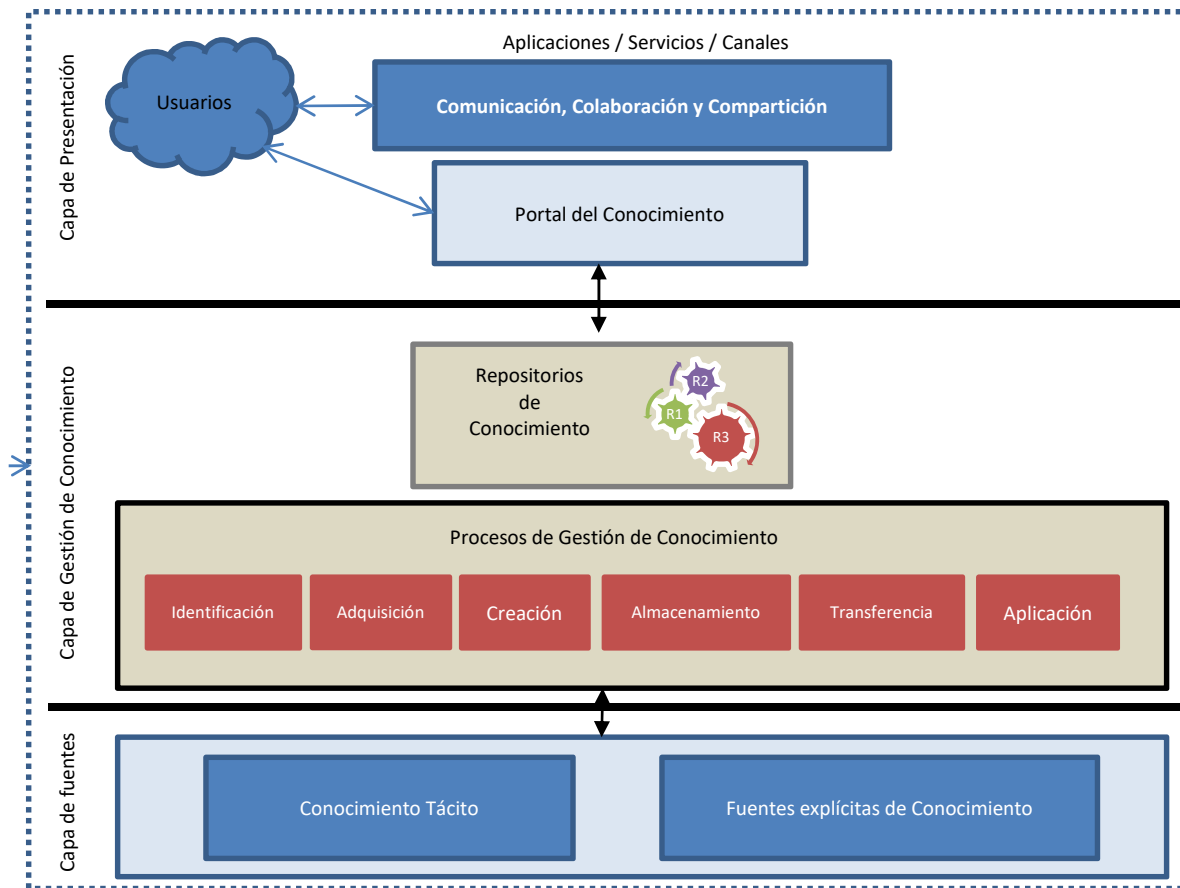 Capa de Presentación
Aplicaciones / Servicios / Canales
Usuarios
Comunicación, Colaboración y Compartición
Portal del Conocimiento
Capa de Gestión de Conocimiento
Repositorios
de
Conocimiento
R2
R1
R3
Procesos de Gestión de Conocimiento
Identificación
Adquisición
Creación
Almacenamiento
Transferencia
Aplicación
Capa de fuentes
Conocimiento Tácito
Fuentes explícitas de Conocimiento